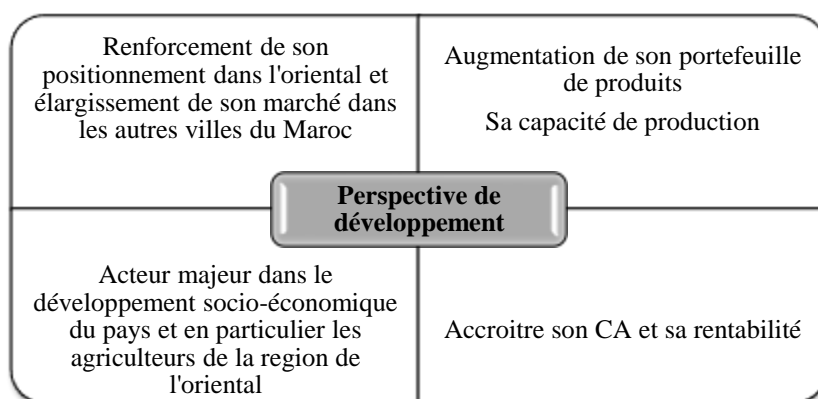 Renforcement de son
positionnement dans l'oriental et
élargissement de son marché dans
les autres villes du Maroc
Augmentation de son portefeuille
de produits
Sa capacité de production
Perspective de
développement
Acteur majeur dans le
développement socio-économique
du pays et en particulier les
agriculteurs de la region de
l'oriental
Accroitre son CA et sa rentabilité